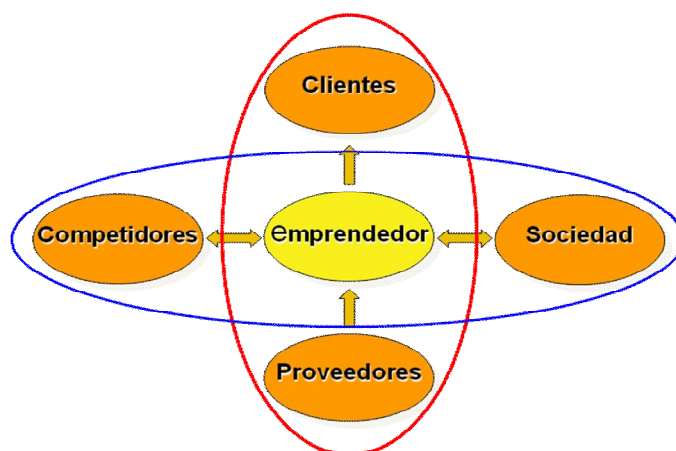 Clientes
Competidores
emprendedor
Sociedad
Proveedores